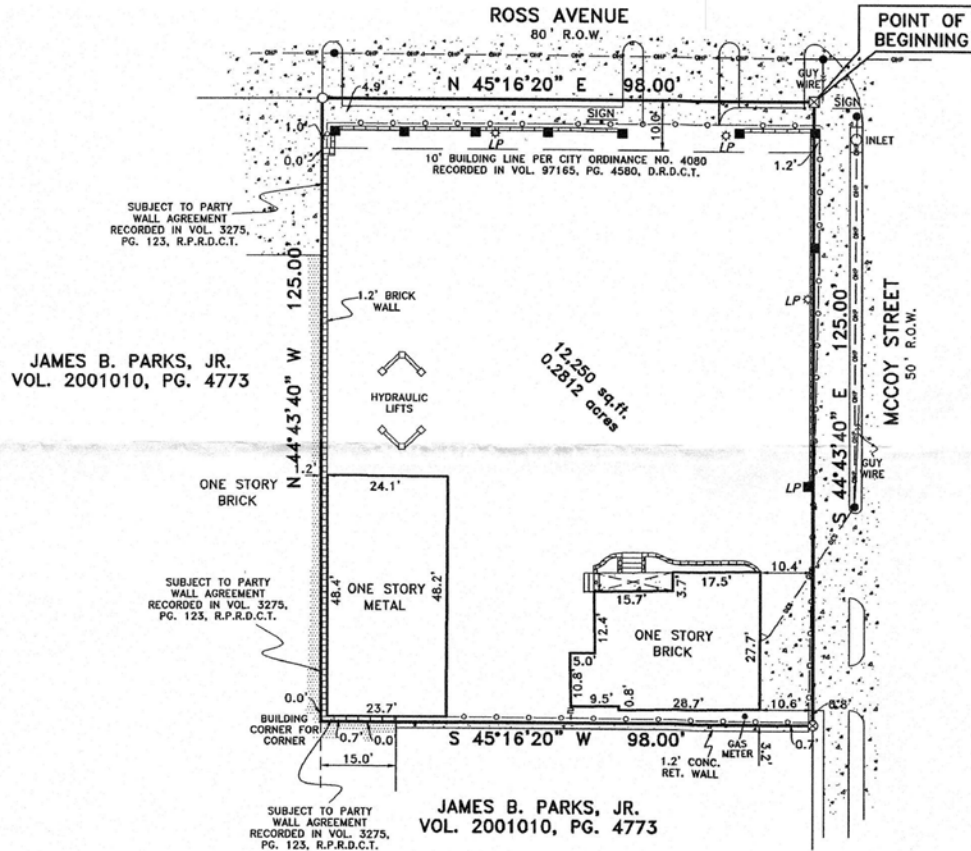 ROSS AVENUE
80' R.O.W.
POINT OF
BEGINNING
OHP
OHP
OHP
OHP
OHP
OHP
N 45°16'20" E 98.00'
GUY
WIRE
4.9'
SIGN
SIGN
INLET
1.0'
0.0'
LP
LP
10.0'
1.2'
10' BUILDING LINE PER CITY ORDINANCE NO. 4080
RECORDED IN VOL. 97165, PG. 4580, D.R.D.C.T.
SUBJECT TO PARTY
WALL AGREEMENT
RECORDED IN VOL. 3275,
PG. 123, R.P.R.D.C.T.
N 44°43'40" W 125.00'
1.2' BRICK
WALL
LP
JAMES B. PARKS, JR.
VOL. 2001010, PG. 4773
HYDRAULIC
LIFTS
12,250 sq.ft.
0.2812 acres
S 44°43'40" E 125.00'
MCCOY STREET
50' R.O.W.
GUY
WIRE
1.2'
ONE STORY
BRICK
24.1'
LP
SUBJECT TO PARTY
WALL AGREEMENT
RECORDED IN VOL. 3275,
PG. 123, R.P.R.D.C.T.
48.4'
ONE STORY
METAL
48.2'
10.4'
17.5'
3.7'
15.7'
12.4'
ONE STORY
BRICK
27.7'
5.0'
10.8'
9.5'
0.8'
28.7'
10.6'
8.8'
0.0'
23.7'
BUILDING
CORNER FOR
CORNER
0.7'
0.0
15.0'
S 45°16'20" W 98.00'
1.2' CONC.
RET. WALL
GAS
METER
3.2'
0.7'
SUBJECT TO PARTY
WALL AGREEMENT
RECORDED IN VOL. 3275,
PG. 123, R.P.R.D.C.T.
JAMES B. PARKS, JR.
VOL. 2001010, PG. 4773